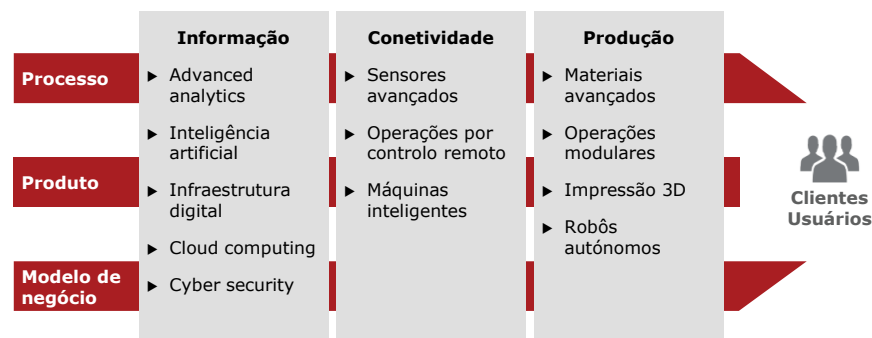 Informação
Conetividade
Produção
Processo
Produto
Modelo de
negócio
Advanced
analytics
Inteligência
artificial
Infraestrutura
digital
Cloud computing
Cyber security
Sensores
avançados
Operações por
controlo remoto
Máquinas
inteligentes
Materiais
avançados
Operações
modulares
Impressão 3D
Robôs
autónomos
Clientes
Usuários